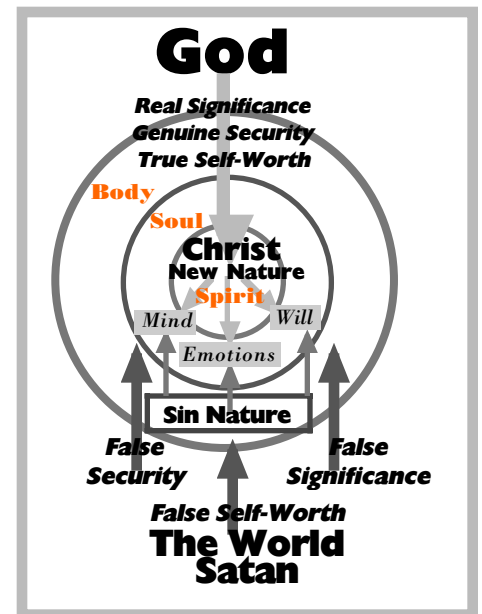 God
Real Significance
Genuine Security
True Self-Worth
Body
Soul
Christ
New Nature
Spirit
Mind
Will
Emotions
Sin Nature
False
Security
False
Significance
False Self-Worth
The World
Satan